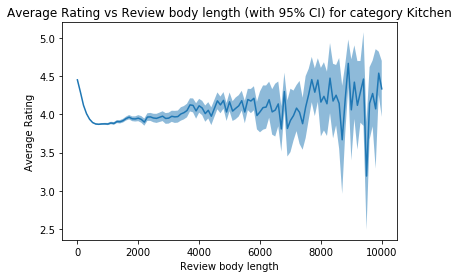 Average Rating vs Review body length (with 95% CI) for category Kitchen
5.0
4.5
4.0
3.5
3.0
2.5
Average Rating
0 2000 4000 6000 8000 10000
Review body length